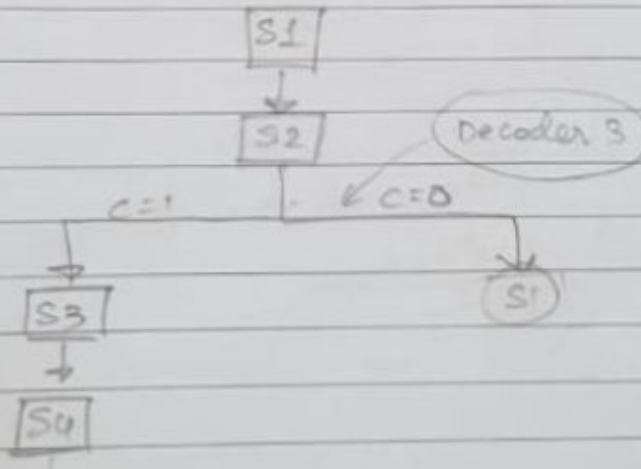 S1
S2
Decoder 3
C=1
C=0
S3
S1
S4